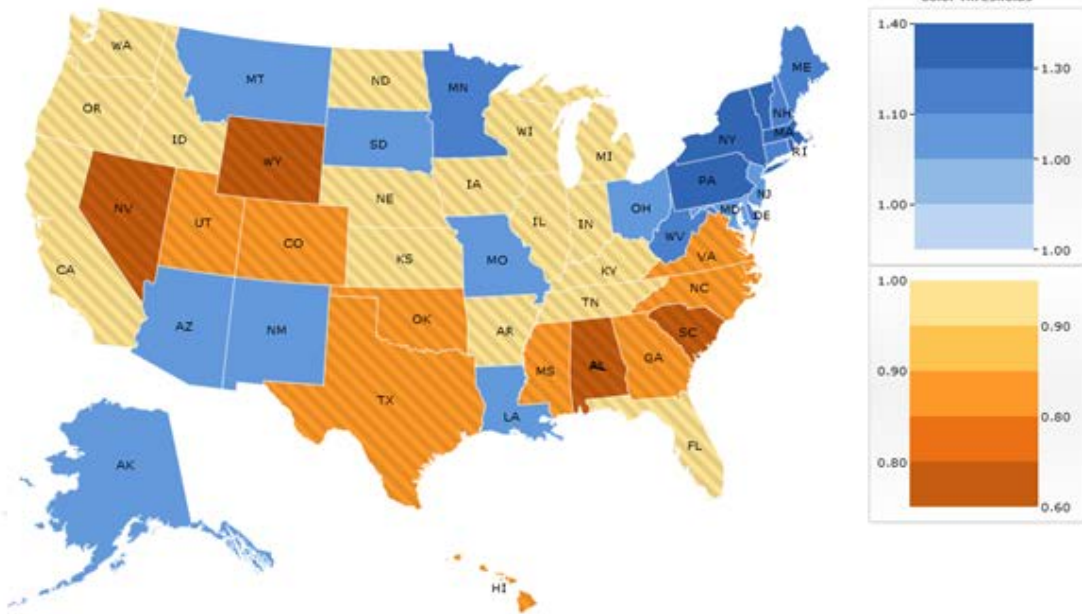 Color Thresholds
1.40
1.30
1.10
1.00
1.00
1.00
1.00
0.90
0.90
0.80
0.80
0.60
WA
MT
ND
MN
ME
OR
ID
WY
SD
WI
MI
NY
NH
MA
RI
NV
UT
CO
NE
IA
IL
IN
OH
PA
NJ
MD
DE
CA
KS
MO
KY
WV
VA
AZ
NM
OK
AR
TN
NC
SC
TX
LA
MS
AL
GA
FL
AK
HI